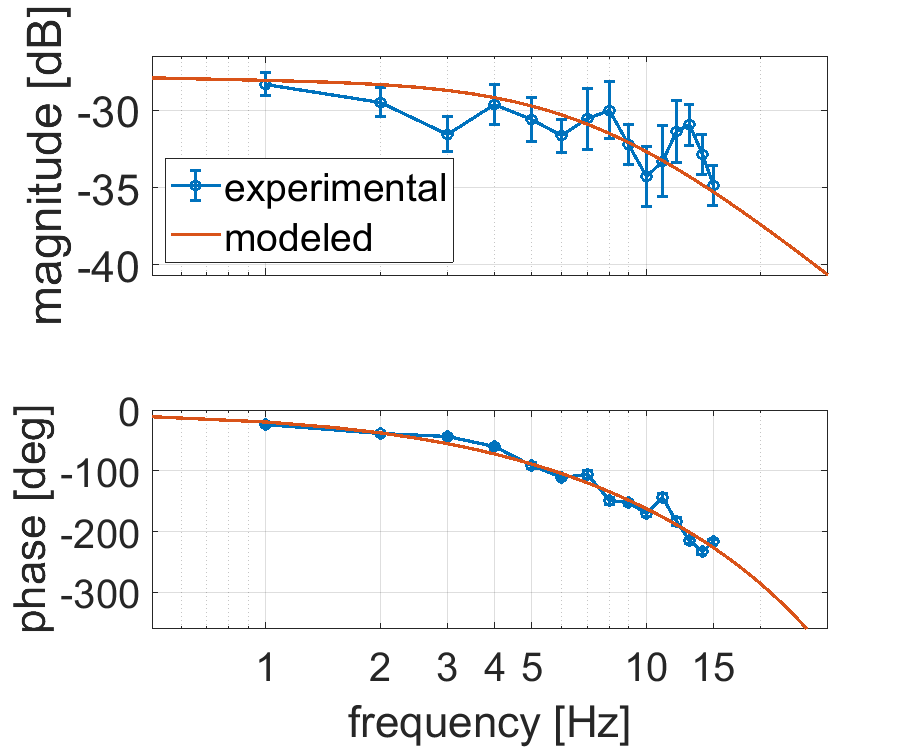 magnitude [dB]
-30
-35
-40
experimental
modeled
phase [deg]
0
-100
-200
-300
1 2 3 4 5 10 15
frequency [Hz]